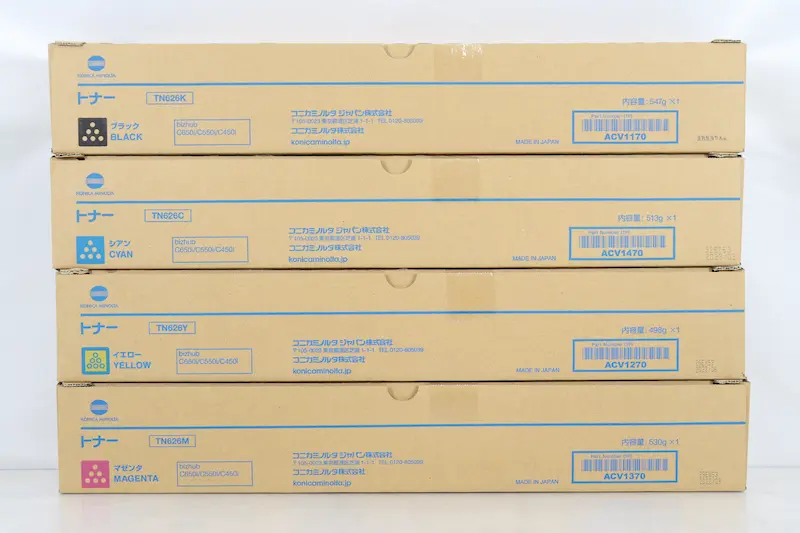 KONICA MINOLTA
トナー TN626K
ブラック
BLACK
bizhub
C650i/C550i/C450i
コニカミノルタ ジャパン株式会社
コニカミノルタ株式会社
konicaminolta.jp
内容量: 547g ×1
Part Number (TP)
ACV1170
MADE IN JAPAN
KONICA MINOLTA
トナー TN626C
シアン
CYAN
bizhub
C650i/C550i/C450i
コニカミノルタ ジャパン株式会社
コニカミノルタ株式会社
konicaminolta.jp
内容量: 513g ×1
ACV1470
MADE IN JAPAN
KONICA MINOLTA
トナー TN626Y
イエロー
YELLOW
bizhub
C650i/C550i/C450i
コニカミノルタ ジャパン株式会社
コニカミノルタ株式会社
konicaminolta.jp
内容量: 498g ×1
ACV1270
MADE IN JAPAN
KONICA MINOLTA
トナー TN626M
マゼンタ
MAGENTA
bizhub
C650i/C550i/C450i
コニカミノルタ ジャパン株式会社
コニカミノルタ株式会社
konicaminolta.jp
内容量: 530g ×1
ACV1370
MADE IN JAPAN